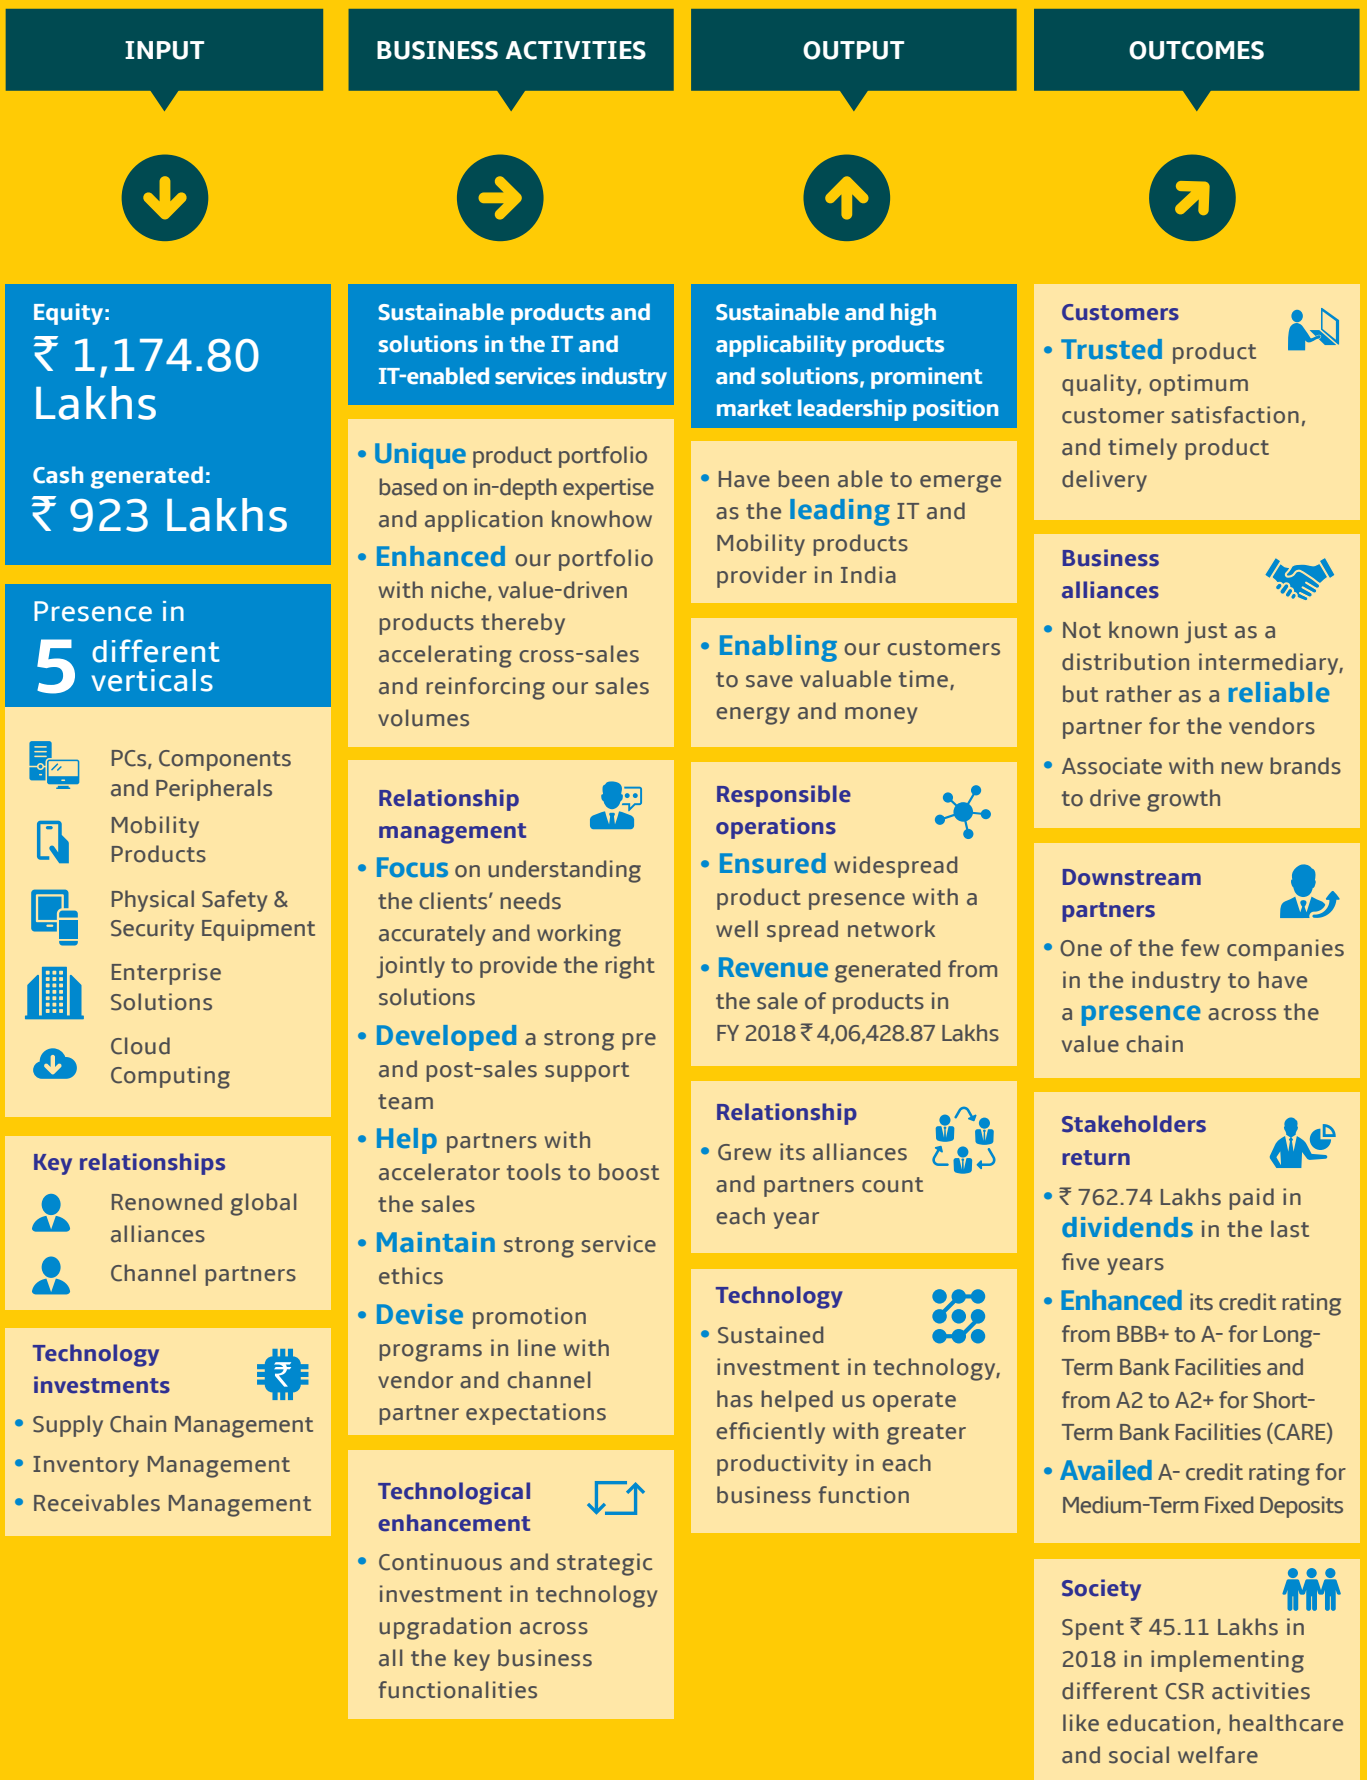 INPUT
Equity:
₹ 1,174.80
Lakhs
Cash generated:
₹ 923 Lakhs
Presence in
5 different
verticals
PCs, Components
and Peripherals
Mobility
Products
Physical Safety &
Security Equipment
Enterprise
Solutions
Cloud
Computing
Key relationships
Renowned global
alliances
Channel partners
Technology
investments
• Supply Chain Management
• Inventory Management
• Receivables Management
BUSINESS ACTIVITIES
Sustainable products and
solutions in the IT and
IT-enabled services industry
• Unique product portfolio
based on in-depth expertise
and application knowhow
• Enhanced our portfolio
with niche, value-driven
products thereby
accelerating cross-sales
and reinforcing our sales
volumes
Relationship
management
• Focus on understanding
the clients' needs
accurately and working
jointly to provide the right
solutions
• Developed a strong pre
and post-sales support
team
• Help partners with
accelerator tools to boost
the sales
• Maintain strong service
ethics
• Devise promotion
programs in line with
vendor and channel
partner expectations
Technological
enhancement
• Continuous and strategic
investment in technology
upgradation across
all the key business
functionalities
OUTPUT
Sustainable and high
applicability products
and solutions, prominent
market leadership position
• Have been able to emerge
as the leading IT and
Mobility products
provider in India
• Enabling our customers
to save valuable time,
energy and money
Responsible
operations
• Ensured widespread
product presence with a
well spread network
• Revenue generated from
the sale of products in
FY 2018 ₹ 4,06,428.87 Lakhs
Relationship
• Grew its alliances
and partners count
each year
Technology
• Sustained
investment in technology,
has helped us operate
efficiently with greater
productivity in each
business function
OUTCOMES
Customers
• Trusted product
quality, optimum
customer satisfaction,
and timely product
delivery
Business
alliances
• Not known just as a
distribution intermediary,
but rather as a reliable
partner for the vendors
• Associate with new brands
to drive growth
Downstream
partners
• One of the few companies
in the industry to have
a presence across the
value chain
Stakeholders
return
• ₹ 762.74 Lakhs paid in
dividends in the last
five years
• Enhanced its credit rating
from BBB+ to A- for Long-
Term Bank Facilities and
from A2 to A2+ for Short-
Term Bank Facilities (CARE)
• Availed A- credit rating for
Medium-Term Fixed Deposits
Society
Spent ₹ 45.11 Lakhs in
2018 in implementing
different CSR activities
like education, healthcare
and social welfare